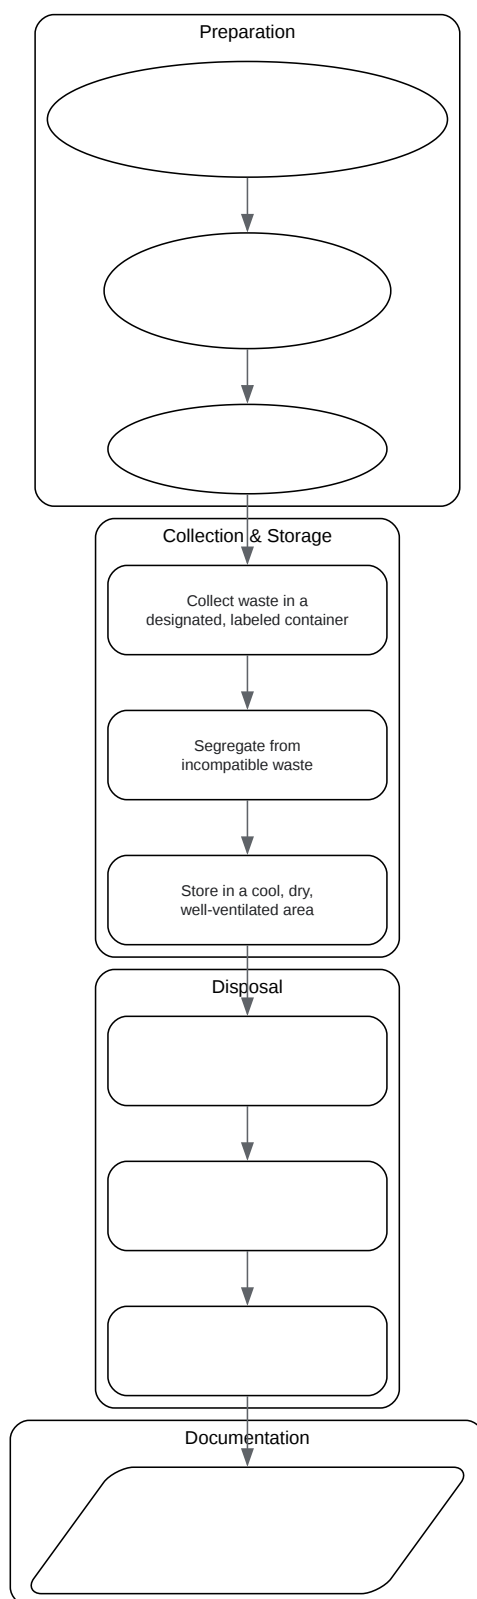 Preparation
Collection & Storage
Collect waste in a
designated, labeled container
Segregate from
incompatible waste
Store in a cool, dry,
well-ventilated area
Disposal
Documentation